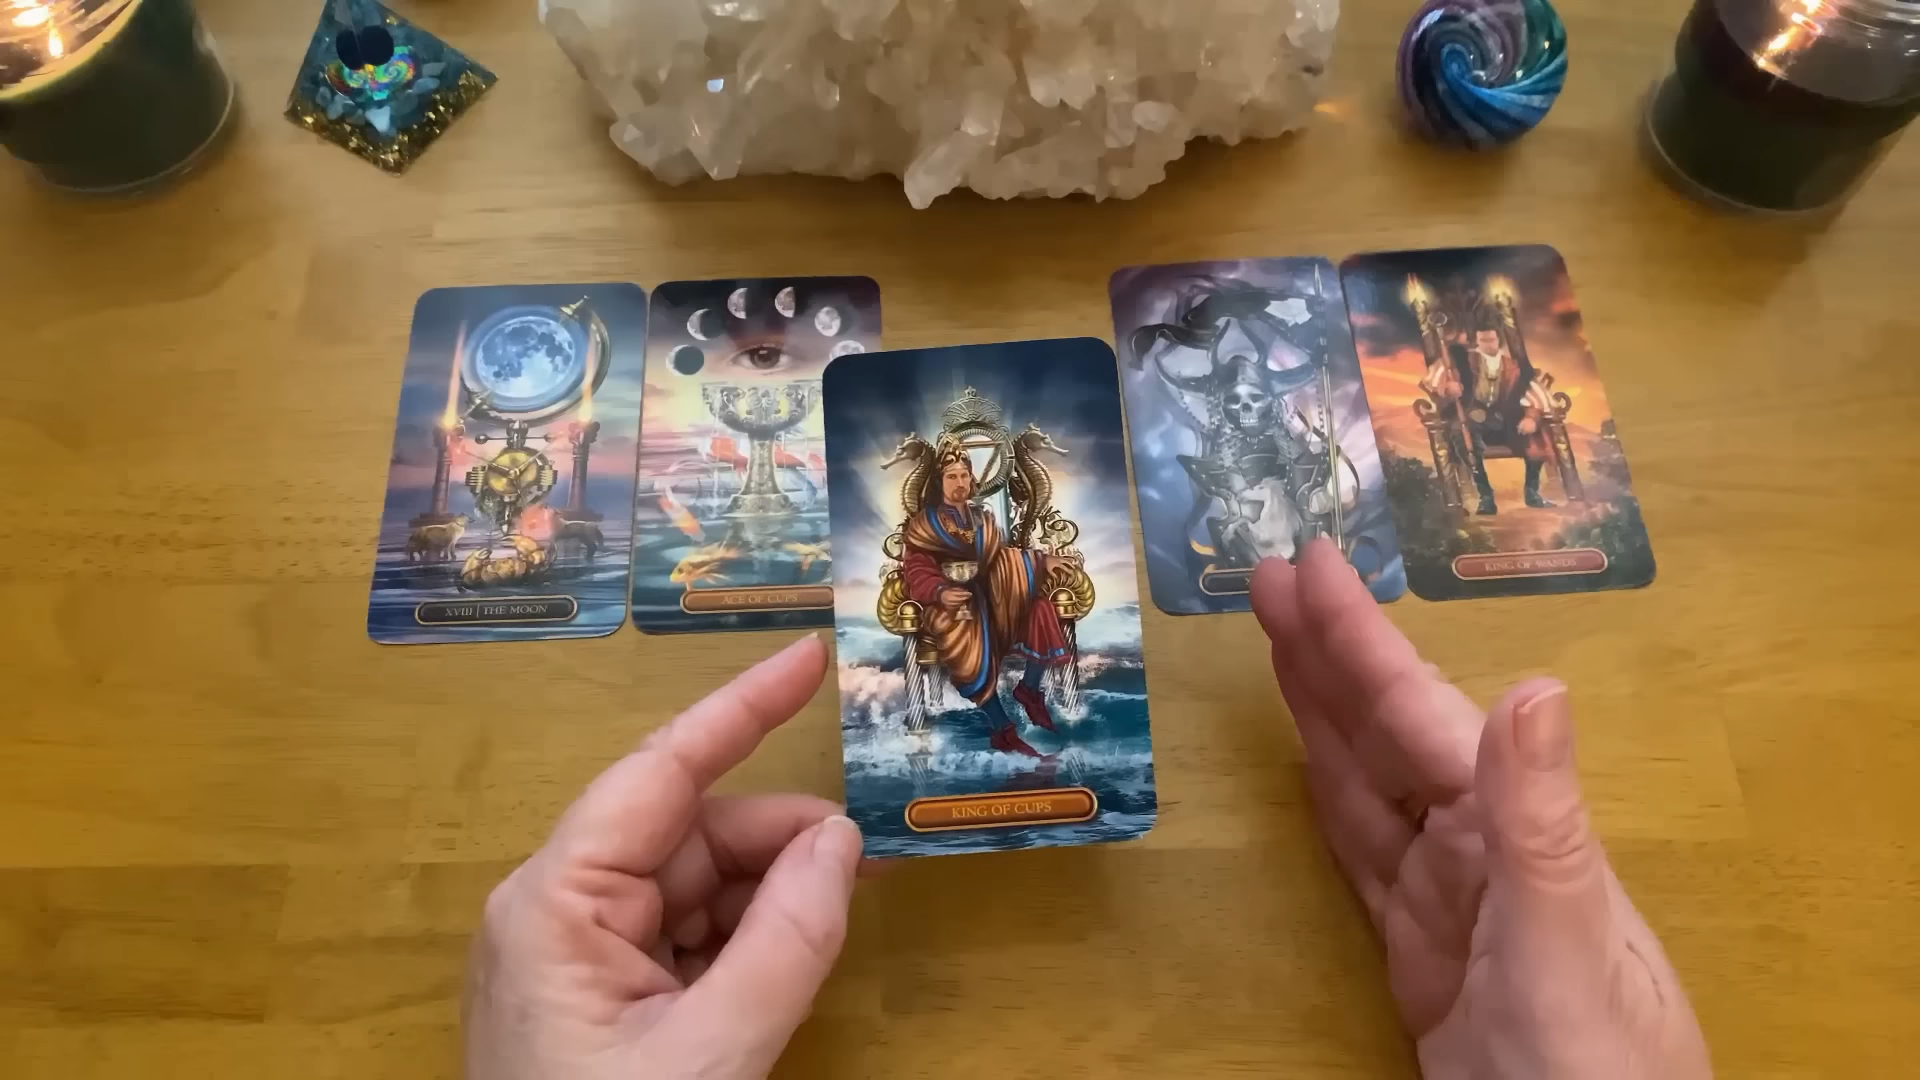 XVIII | THE MOON
ACE OF CUPS
KING OF CUPS
KING OF WANDS